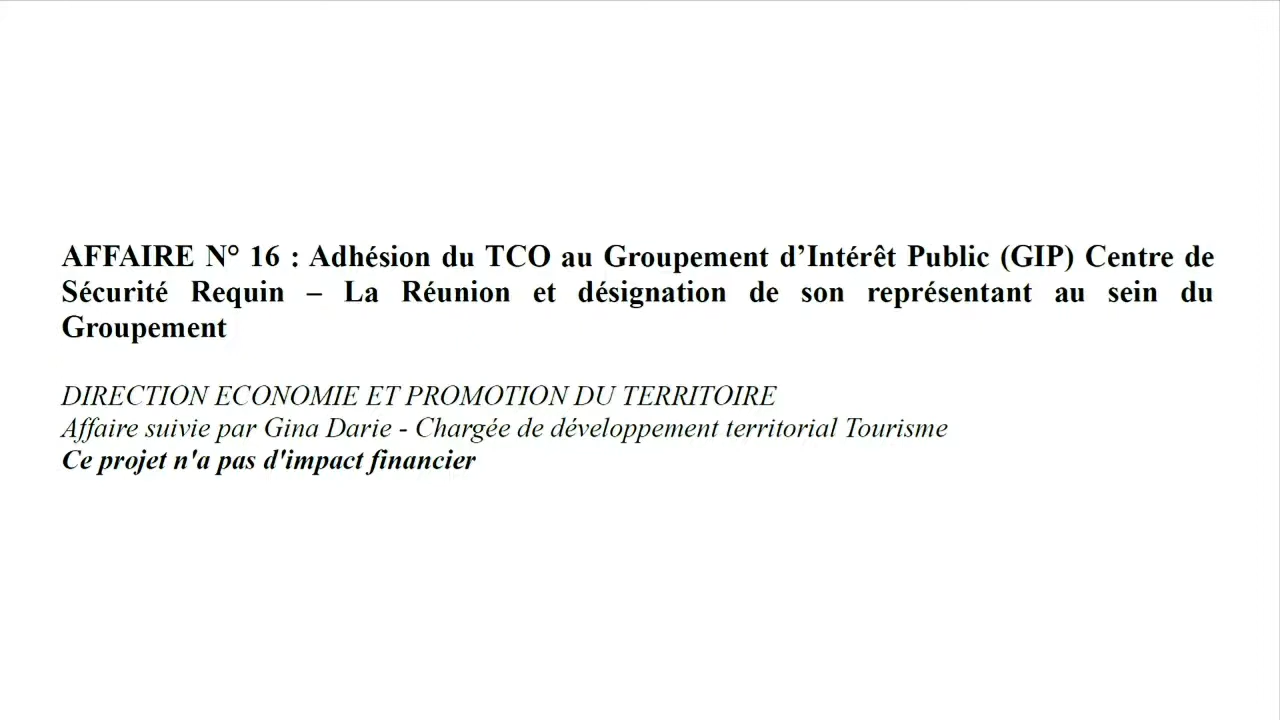 AFFAIRE N° 16 : Adhésion du TCO au Groupement d’Intérêt Public (GIP) Centre de
Sécurité Requin – La Réunion et désignation de son représentant au sein du
Groupement
DIRECTION ECONOMIE ET PROMOTION DU TERRITOIRE
Affaire suivie par Gina Darie - Chargée de développement territorial Tourisme
Ce projet n'a pas d'impact financier